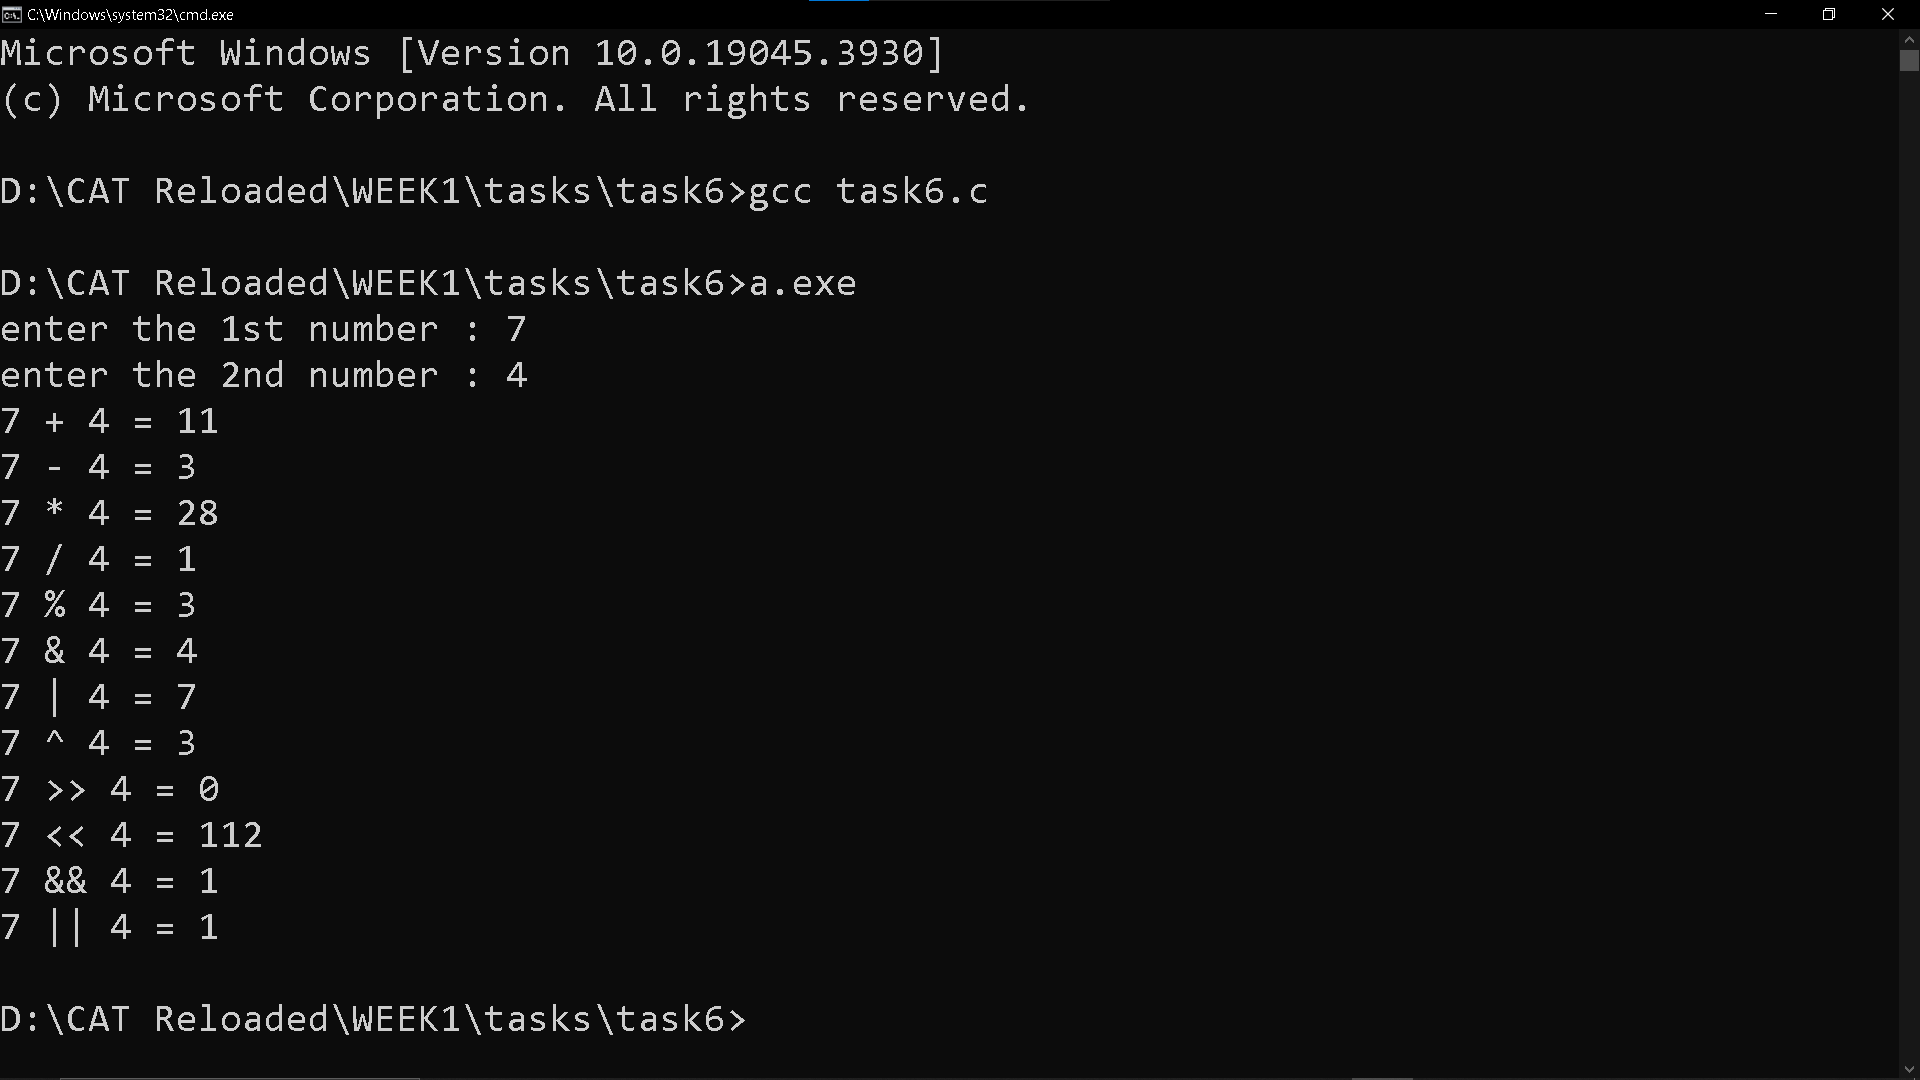 C:\Windows\system32\cmd.exe
Microsoft Windows [Version 10.0.19045.3930]
(c) Microsoft Corporation. All rights reserved.
D:\CAT Reloaded\WEEK1\tasks\task6>gcc task6.c
D:\CAT Reloaded\WEEK1\tasks\task6>a.exe
enter the 1st number : 7
enter the 2nd number : 4
7 + 4 = 11
7 - 4 = 3
7 * 4 = 28
7 / 4 = 1
7 % 4 = 3
7 & 4 = 4
7 | 4 = 7
7 ^ 4 = 3
7 >> 4 = 0
7 << 4 = 112
7 && 4 = 1
7 || 4 = 1
D:\CAT Reloaded\WEEK1\tasks\task6>